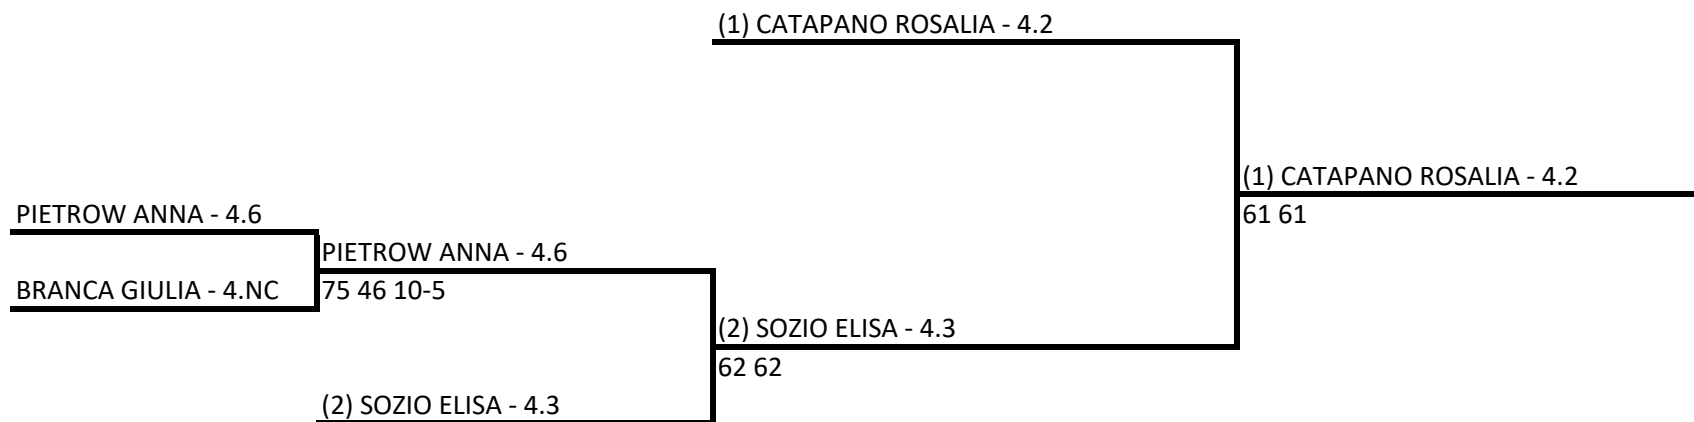 (1) CATAPANO ROSALIA - 4.2
(1) CATAPANO ROSALIA - 4.2
PIETROW ANNA - 4.6
61 61
PIETROW ANNA - 4.6
BRANCA GIULIA - 4.NC
75 46 10-5
(2) SOZIO ELISA - 4.3
62 62
(2) SOZIO ELISA - 4.3